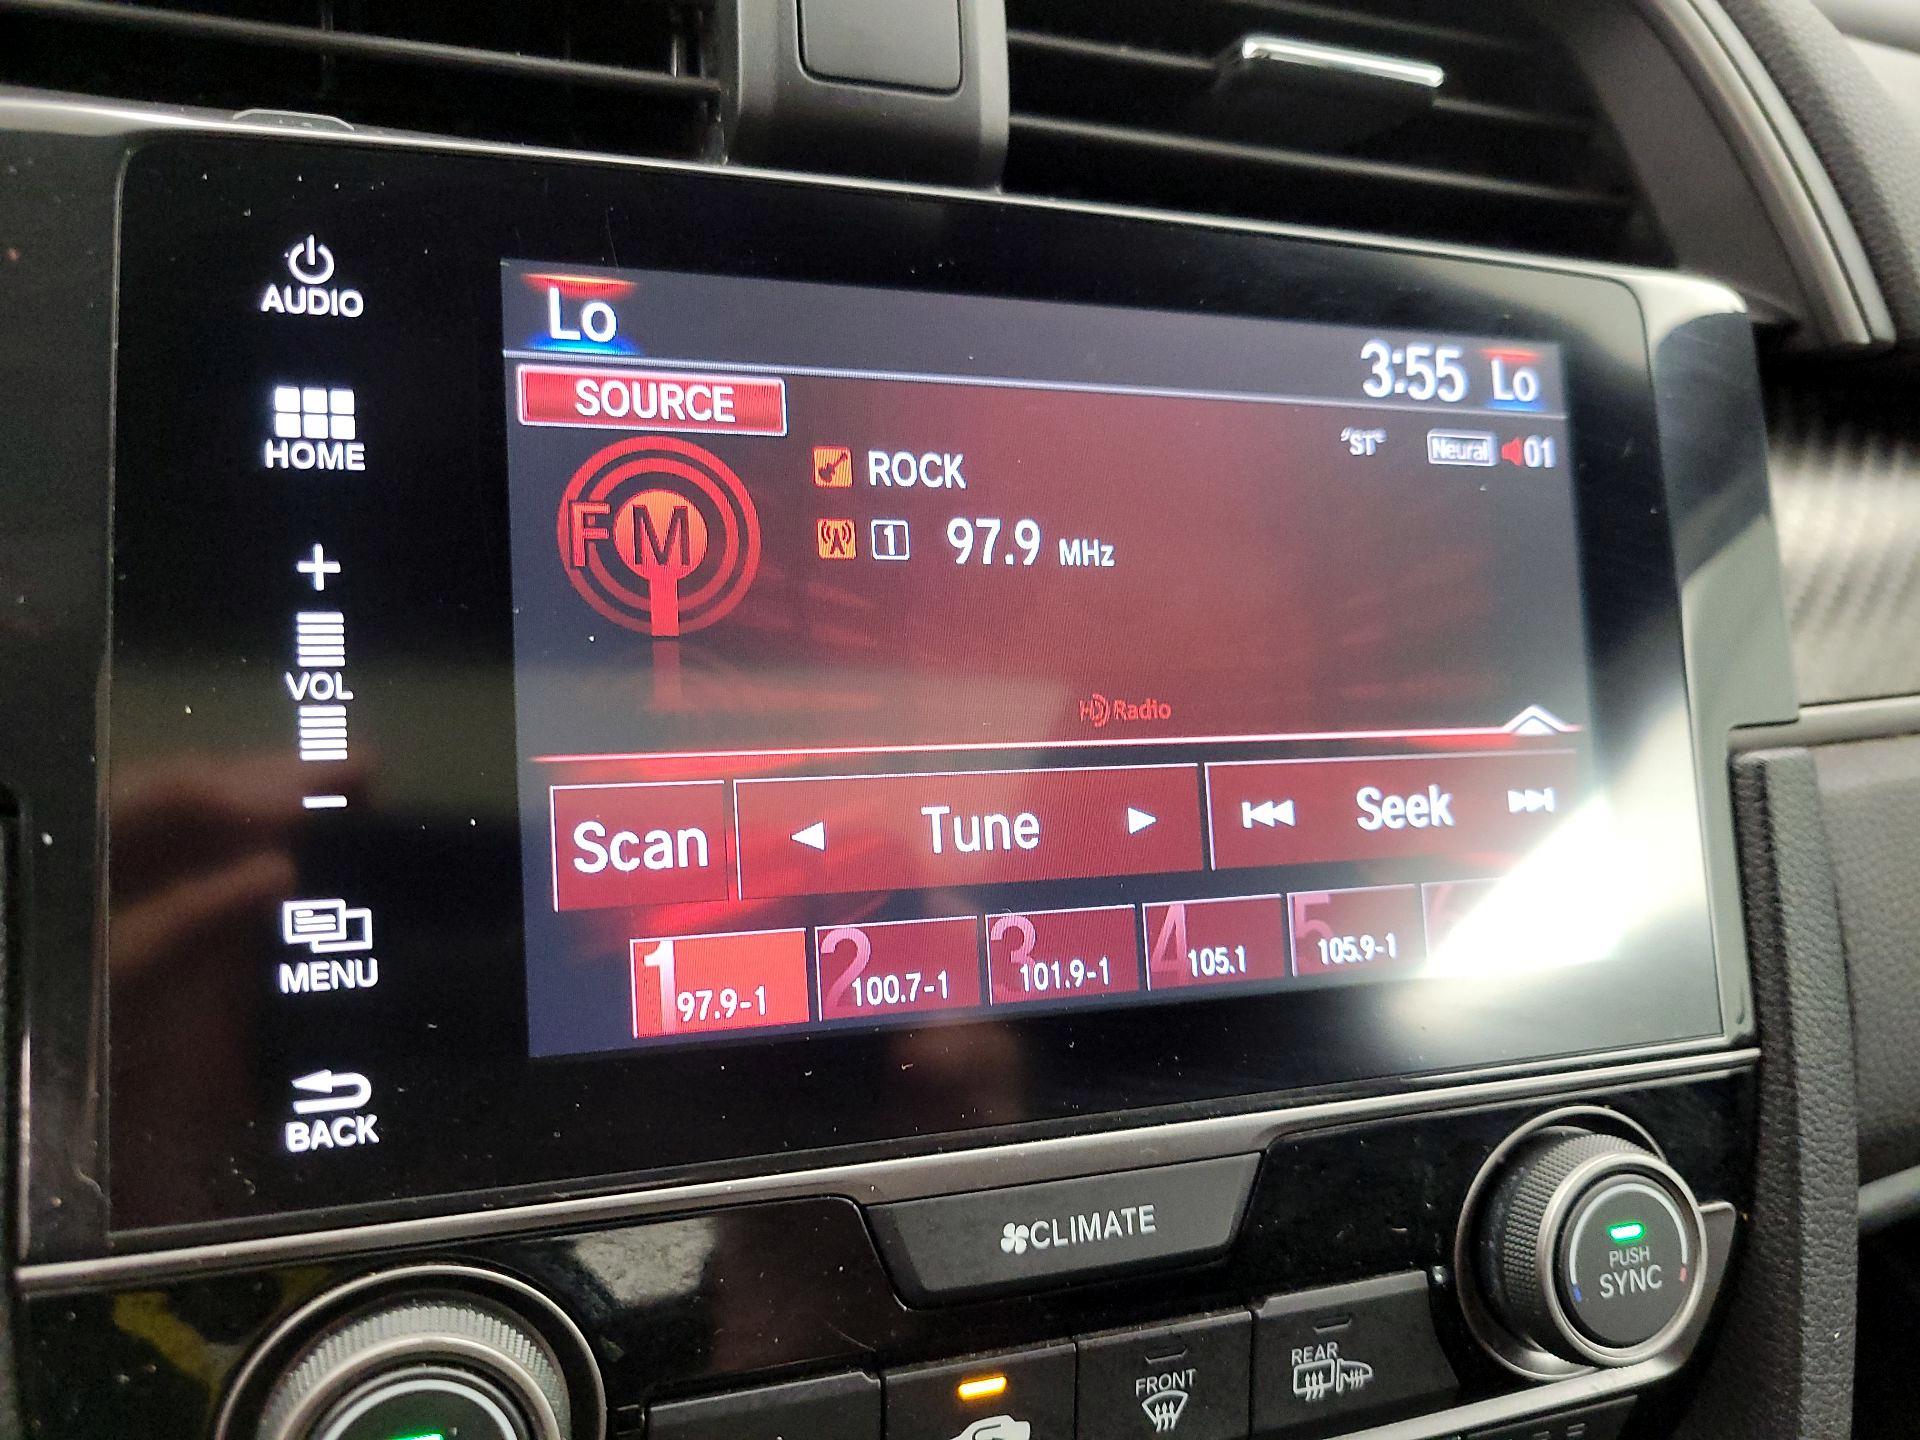 AUDIO
HOME
+
VOL
−
MENU
BACK
Lo
3:55 Lo
SOURCE
"ST" Neural 01
FM
ROCK
1 97.9 MHz
HD Radio
Scan
Tune
Seek
1 97.9-1
2 100.7-1
3 101.9-1
4 105.1
5 105.9-1
CLIMATE
PUSH
SYNC
FRONT
REAR